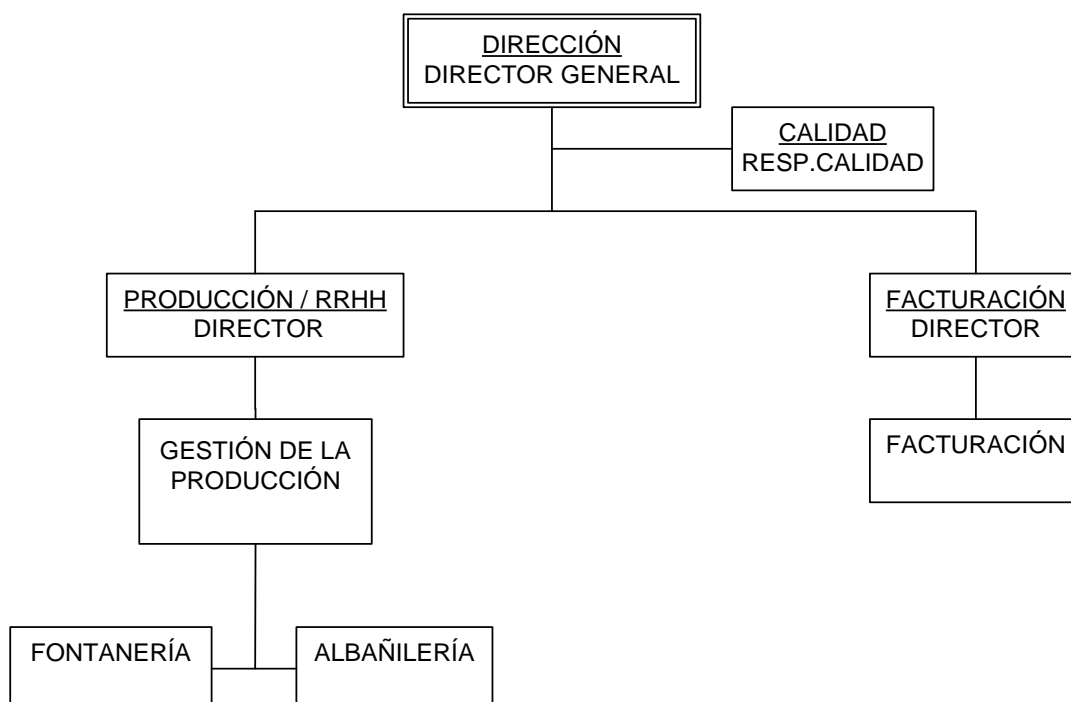 DIRECCIÓN
DIRECTOR GENERAL
CALIDAD
RESP.CALIDAD
PRODUCCIÓN / RRHH
DIRECTOR
FACTURACIÓN
DIRECTOR
GESTIÓN DE LA
PRODUCCIÓN
FACTURACIÓN
FONTANERÍA
ALBAÑILERÍA